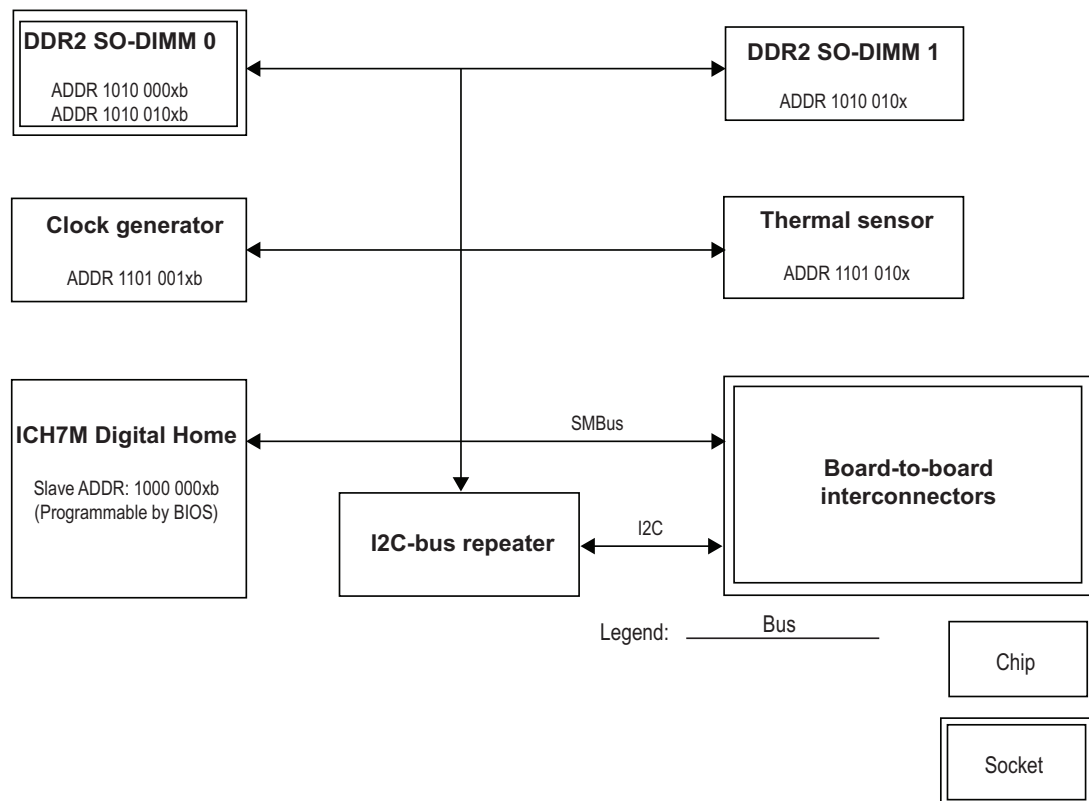 DDR2 SO-DIMM 0
ADDR 1010 000xb
ADDR 1010 010xb
DDR2 SO-DIMM 1
ADDR 1010 010x
Clock generator
ADDR 1101 001xb
Thermal sensor
ADDR 1101 010x
ICH7M Digital Home
Slave ADDR: 1000 000xb
(Programmable by BIOS)
SMBus
Board-to-board
interconnectors
I2C-bus repeater
I2C
Legend:
Bus
Chip
Socket